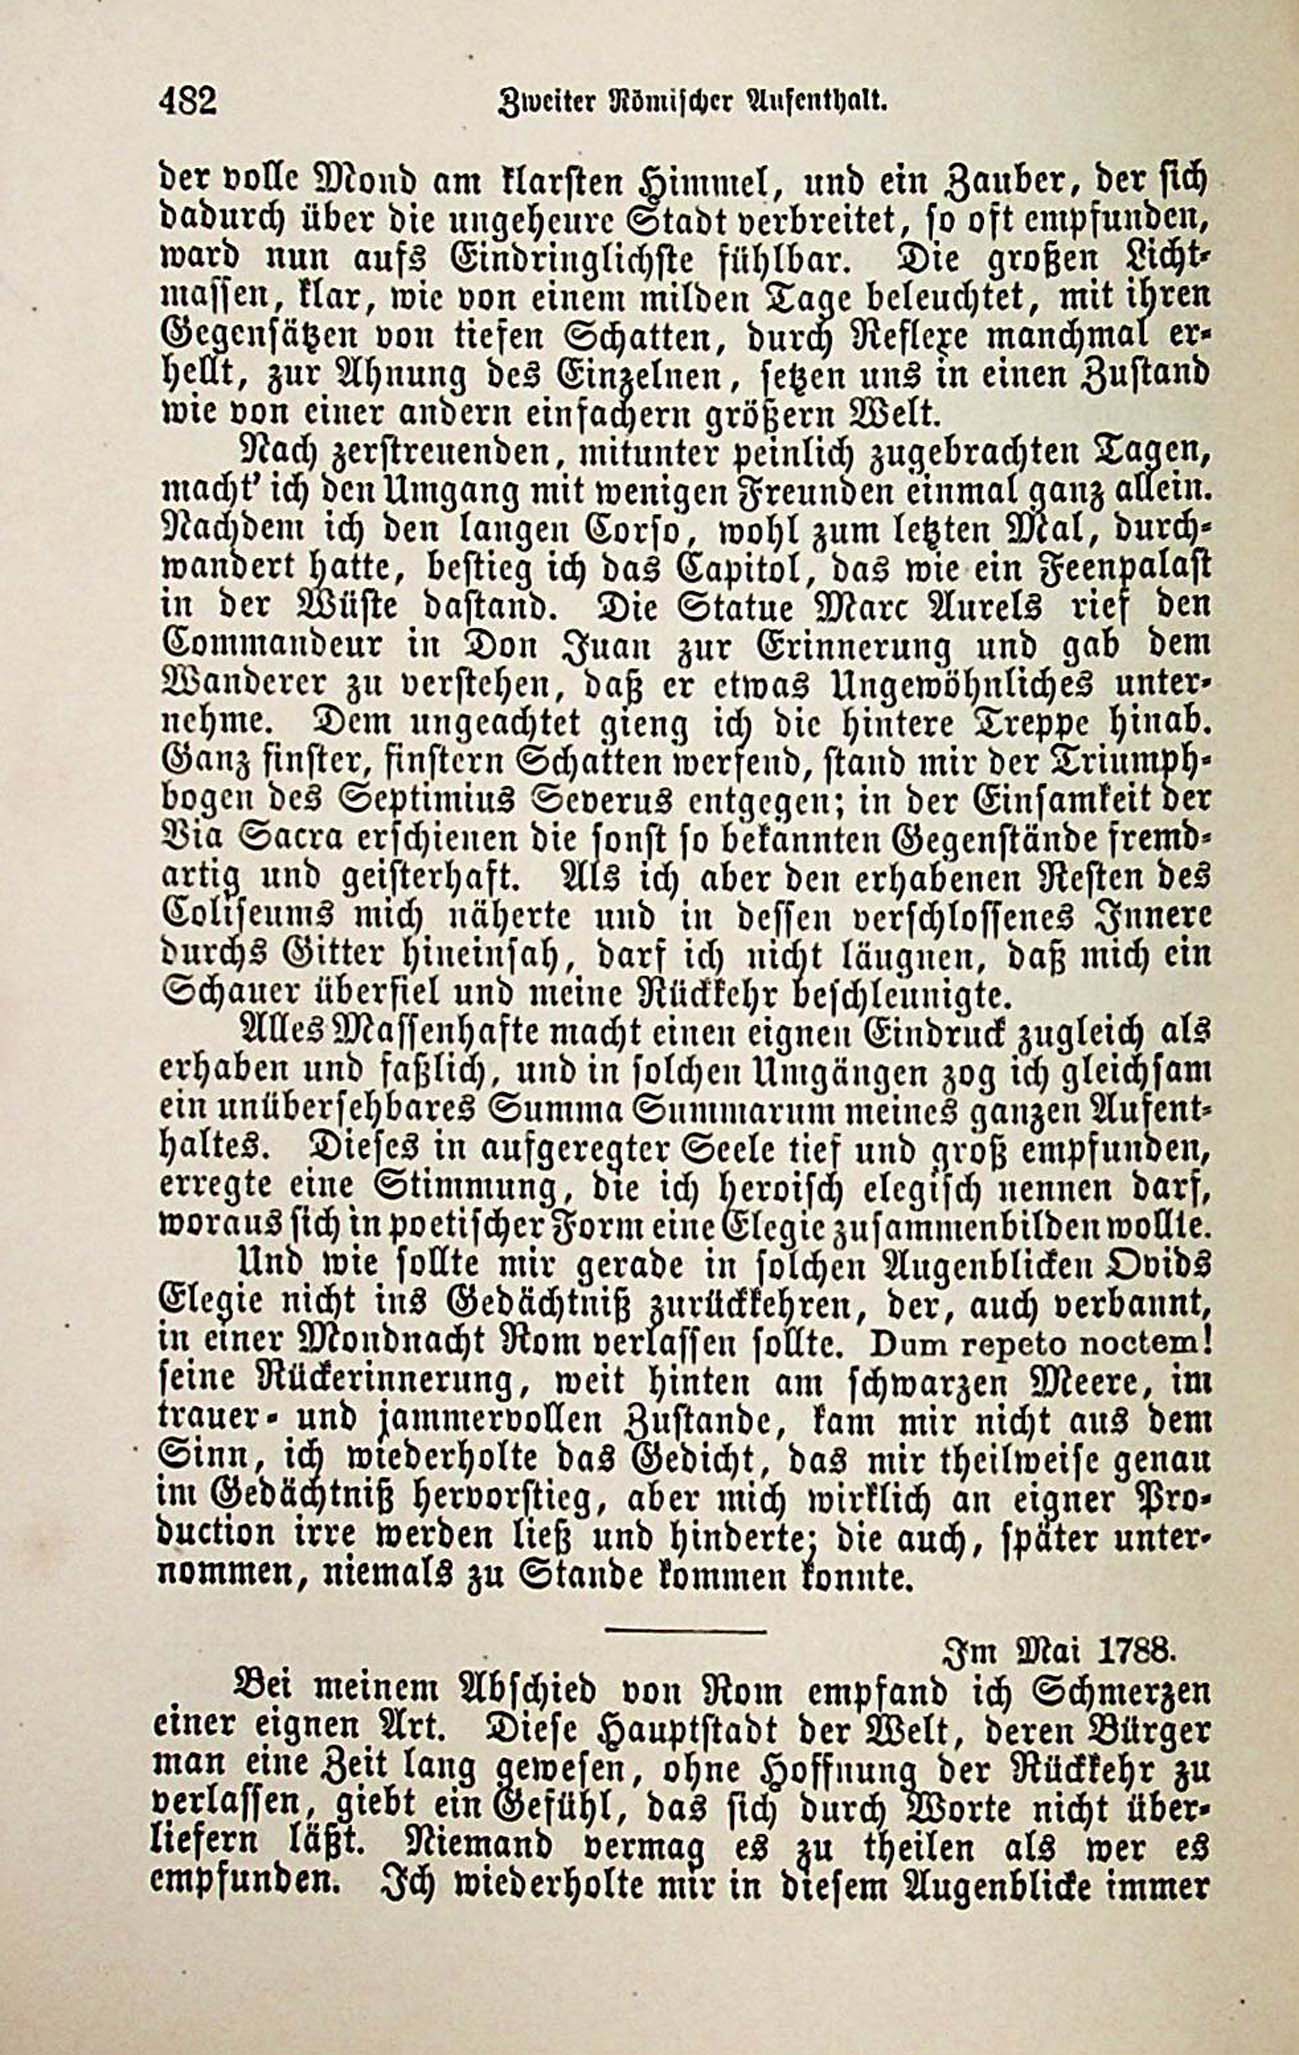 482 Zweiter Römischer Aufenthalt.
der volle Mond am klarsten Himmel, und ein Zauber, der sich
dadurch über die ungeheure Stadt verbreitet, so oft empfunden,
ward nun aufs Eindringlichste fühlbar. Die großen Licht-
massen, klar, wie von einem milden Tage beleuchtet, mit ihren
Gegensätzen von tiefen Schatten, durch Reflexe manchmal er-
hellt, zur Ahnung des Einzelnen, setzen uns in einen Zustand
wie von einer andern einfachern größern Welt.
Nach zerstreuenden, mitunter peinlich zugebrachten Tagen,
macht' ich den Umgang mit wenigen Freunden einmal ganz allein.
Nachdem ich den langen Corso, wohl zum letzten Mal, durch-
wandert hatte, bestieg ich das Capitol, das wie ein Feenpalast
in der Wüste dastand. Die Statue Marc Aurels rief den
Commandeur in Don Juan zur Erinnerung und gab dem
Wanderer zu verstehen, daß er etwas Ungewöhnliches unter-
nehme. Dem ungeachtet gieng ich die hintere Treppe hinab.
Ganz finster, finstern Schatten werfend, stand mir der Triumph-
bogen des Septimius Severus entgegen; in der Einsamkeit der
Via Sacra erschienen die sonst so bekannten Gegenstände fremd-
artig und geisterhaft. Als ich aber den erhabenen Resten des
Coliseums mich näherte und in dessen verschlossenes Innere
durchs Gitter hineinsah, darf ich nicht läugnen, daß mich ein
Schauer überfiel und meine Rückkehr beschleunigte.
Alles Massenhafte macht einen eignen Eindruck zugleich als
erhaben und faßlich, und in solchen Umgängen zog ich gleichsam
ein unübersehbares Summa Summarum meines ganzen Aufent-
haltes. Dieses in aufgeregter Seele tief und groß empfunden,
erregte eine Stimmung, die ich heroisch elegisch nennen darf,
woraus sich in poetischer Form eine Elegie zusammenbilden wollte.
Und wie sollte mir gerade in solchen Augenblicken Ovids
Elegie nicht ins Gedächtniß zurückkehren, der, auch verbannt,
in einer Mondnacht Rom verlassen sollte. Dum repeto noctem!
seine Rückerinnerung, weit hinten am schwarzen Meere, im
trauer- und jammervollen Zustande, kam mir nicht aus dem
Sinn, ich wiederholte das Gedicht, das mir theilweise genau
im Gedächtniß hervorstieg, aber mich wirklich an eigner Pro-
duction irre werden ließ und hinderte; die auch, später unter-
nommen, niemals zu Stande kommen konnte.
Im Mai 1788.
Bei meinem Abschied von Rom empfand ich Schmerzen
einer eignen Art. Diese Hauptstadt der Welt, deren Bürger
man eine Zeit lang gewesen, ohne Hoffnung der Rückkehr zu
verlassen, giebt ein Gefühl, das sich durch Worte nicht über-
liefern läßt. Niemand vermag es zu theilen als wer es
empfunden. Ich wiederholte mir in diesem Augenblicke immer